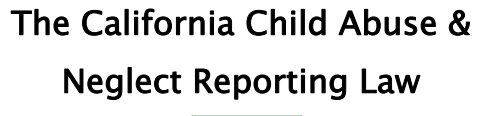 The California Child Abuse &
Neglect Reporting Law